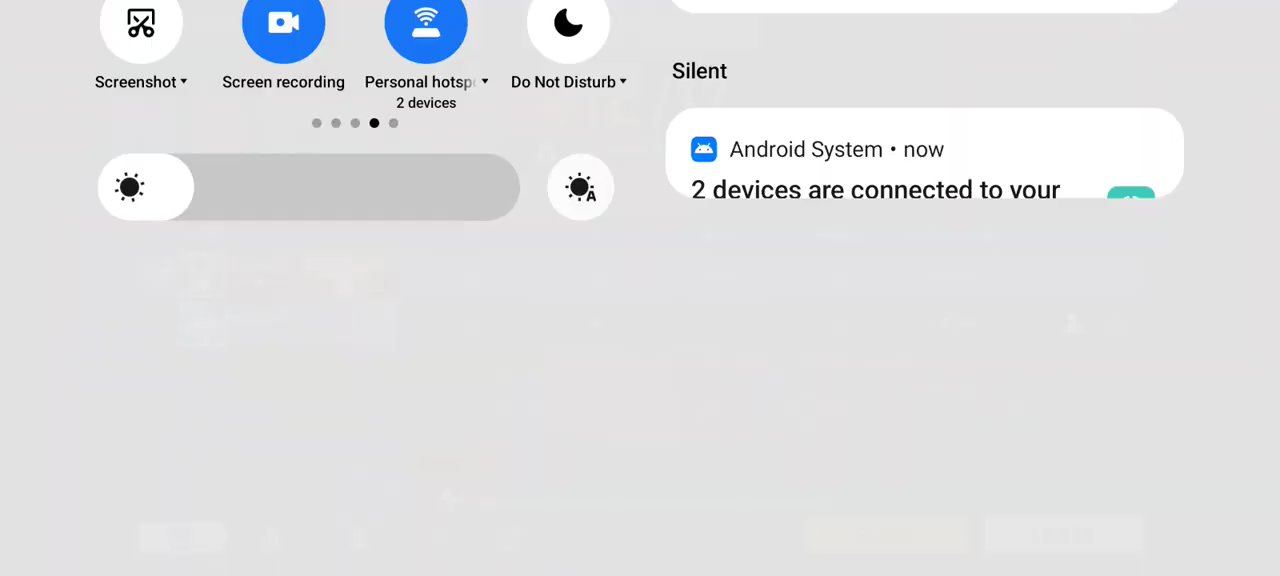 Screenshot
Screen recording
Personal hotsp
Do Not Disturb
2 devices
Silent
Android System • now
2 devices are connected to your